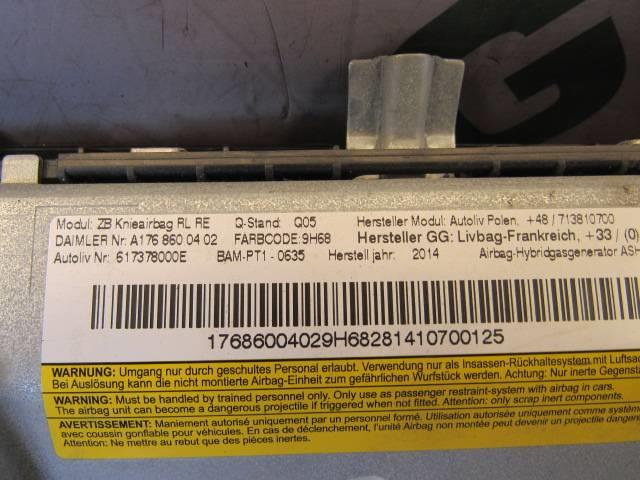 G
Modul: ZB Knieairbag RL RE Q-Stand: Q05 Hersteller Modul: Autoliv Polen, +48 / 713810700
DAIMLER Nr: A176 860 04 02 FARBCODE: 9H68 Hersteller GG: Livbag-Frankreich, +33 / (0)
Autoliv Nr: 617378000E BAM-PT1 - 0635 Herstell jahr: 2014 Airbag-Hybridgasgenerator ASH
17686004029H68281410700125
WARNUNG: Umgang nur durch geschultes Personal erlaubt. Verwendung nur als Insassen-Rückhaltesystem mit Luftsa
Bei Auslösung kann die nicht montierte Airbag-Einheit zum gefährlichen Wurfstück werden. Achtung: Nur inerte Gegenst
WARNING: Must be handled by trained personnel only. Only use as passenger restraint-system with airbag in cars.
The airbag unit can become a dangerous projectile if triggered when not fitted. Attention: only scrap inert components.
AVERTISSEMENT: Maniement autorisé uniquement par un personnel formé. Utilisation autorisée uniquement comme systèm
avec coussin gonflable pour véhicules. En cas de déclenchement, l'unité Airbag non montée peut devenir un projectile danger
Attention: Ne mettre au rebut que des pièces inertes.